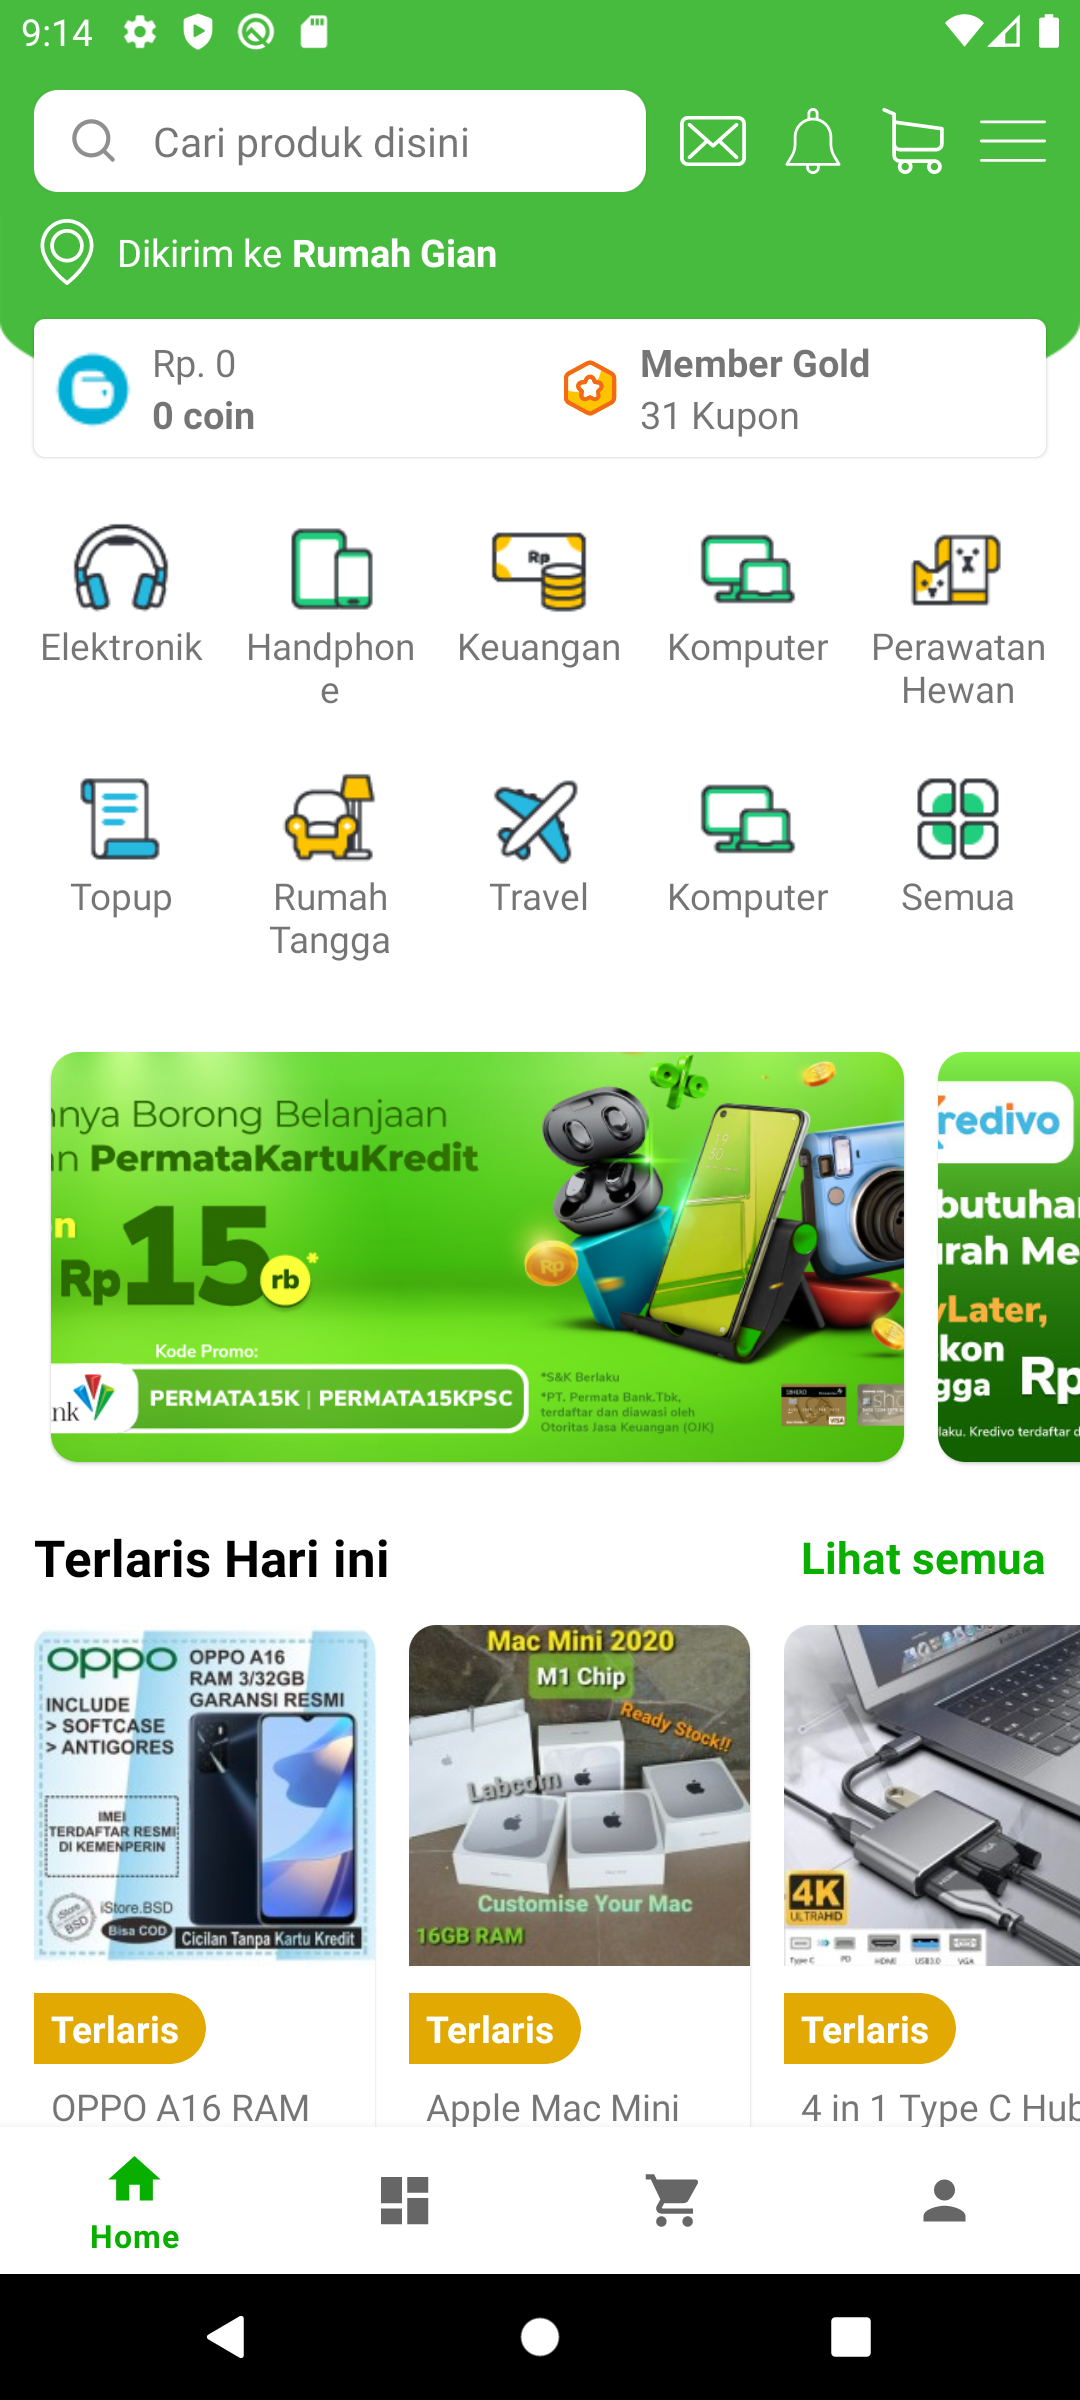 9:14
Cari produk disini
Dikirim ke Rumah Gian
Rp. 0
0 coin
Member Gold
31 Kupon
Elektronik
Handphon
e
Keuangan
Rp
Komputer
Perawatan
Hewan
Topup
Rumah
Tangga
Travel
Komputer
Semua
nya Borong Belanjaan
n PermataKartuKredit
n
Rp15rb*
Kode Promo:
nk
PERMATA15K | PERMATA15KPSC
*S&K Berlaku
*PT. Permata Bank.Tbk,
terdaftar dan diawasi oleh
Otoritas Jasa Keuangan (OJK)
VISA
redivo
butuha
rah Me
yLater,
kon
gga Rp
laku. Kredivo terdaftar d
Terlaris Hari ini
Lihat semua
oppo
OPPO A16
RAM 3/32GB
GARANSI RESMI
INCLUDE
> SOFTCASE
> ANTIGORES
IMEI
TERDAFTAR RESMI
DI KEMENPERIN
iStore
BSD
iStore.BSD
Bisa COD
Cicilan Tanpa Kartu Kredit
Mac Mini 2020
M1 Chip
Ready Stock!!
Labcom
Customise Your Mac
16GB RAM
4K
ULTRAHD
Type C
PD
HDMI
USB3.0
VGA
Terlaris
Terlaris
Terlaris
OPPO A16 RAM
Apple Mac Mini
4 in 1 Type C Hub
Home